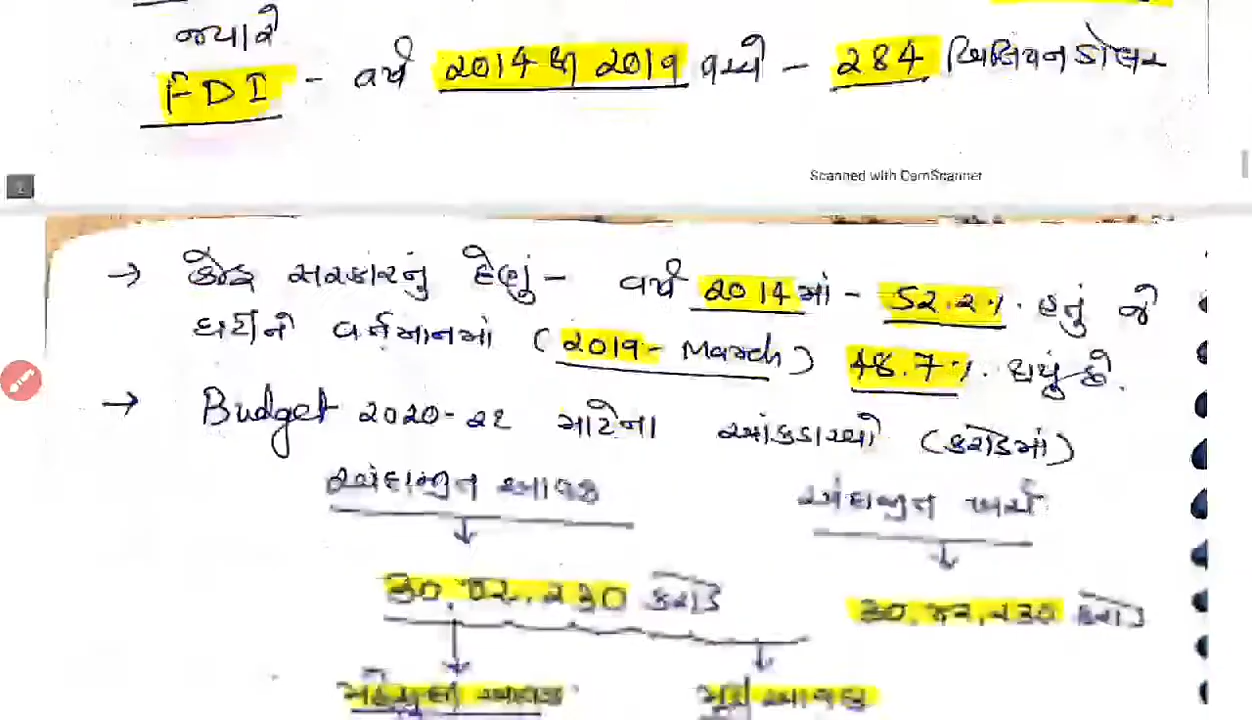 જ્યારે
FDI - વર્ષ 2014 થી 2019 વચ્ચે - 284 બિલિયન ડોલર
Scanned with CamScanner
→ કેન્દ્ર સરકારનું દેણું - વર્ષ 2014માં - 52.2%. હતું જે
ઘટીને વર્તમાનમાં (2019 - March) 48.7%. થયું છે.
→ Budget 2020-21 માટેના આંકડાઓ (કરોડમાં)
અંદાજીત આવક
અંદાજીત ખર્ચ
↓ ↓
30,42,230 કરોડ
30,42,230 કરોડ
↓ ↓
મહેસુલી આવક
મૂડી આવક